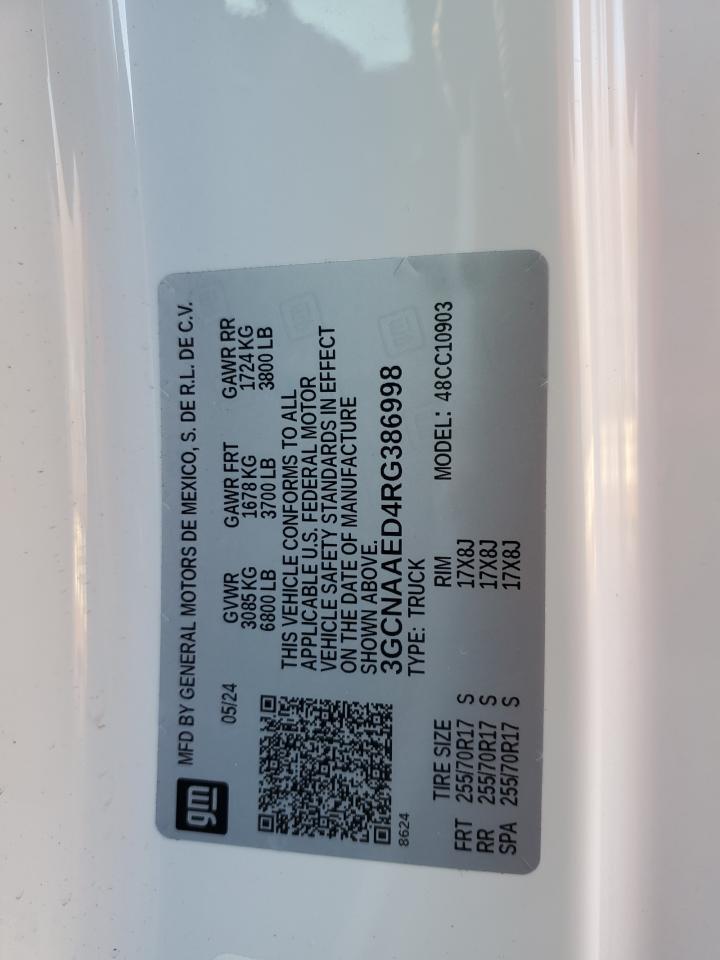 gm MFD BY GENERAL MOTORS DE MEXICO, S. DE R.L. DE C.V.
05/24
GVWR GAWR FRT GAWR RR
3085 KG 1678 KG 1724 KG
6800 LB 3700 LB 3800 LB
THIS VEHICLE CONFORMS TO ALL
APPLICABLE U.S. FEDERAL MOTOR
VEHICLE SAFETY STANDARDS IN EFFECT
ON THE DATE OF MANUFACTURE
SHOWN ABOVE.
3GCNAAED4RG386998
8624 TYPE: TRUCK
TIRE SIZE RIM MODEL: 48CC10903
FRT 255/70R17 S 17X8J
RR 255/70R17 S 17X8J
SPA 255/70R17 S 17X8J